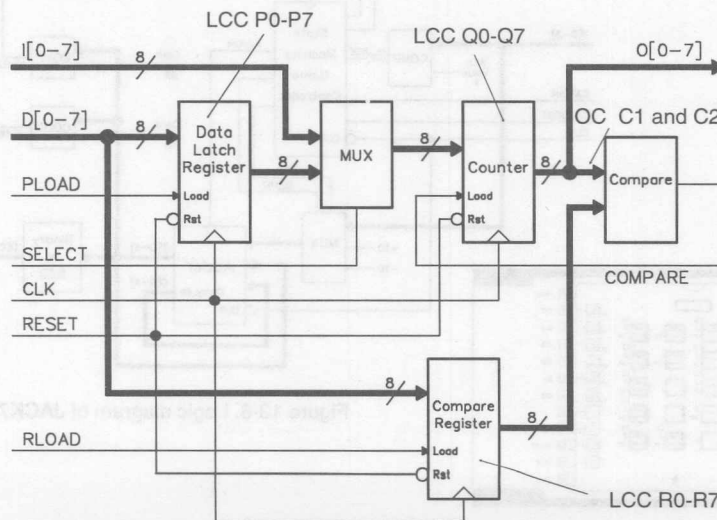 LCC P0-P7
LCC Q0-Q7
I[0-7]
8
O[0-7]
D[0-7]
8
Data
Latch
Register
8
MUX
8
Counter
8
OC C1 and C2
Compare
PLOAD
Load
Rst
Load
Rst
SELECT
COMPARE
CLK
RESET
8
Compare
Register
8
RLOAD
Load
Rst
LCC R0-R7